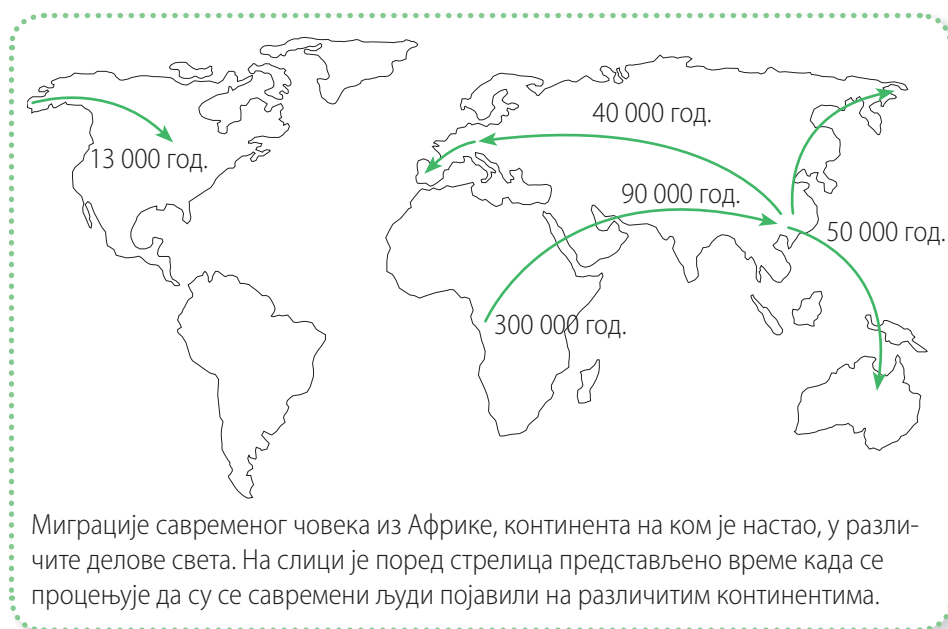 40 000 год.
13 000 год.
90 000 год.
50 000 год.
300 000 год.
Миграције савременог човека из Африке, континента на ком је настао, у разли-
чите делове света. На слици је поред стрелица представљено време када се
процењује да су се савремени људи појавили на различитим континентима.